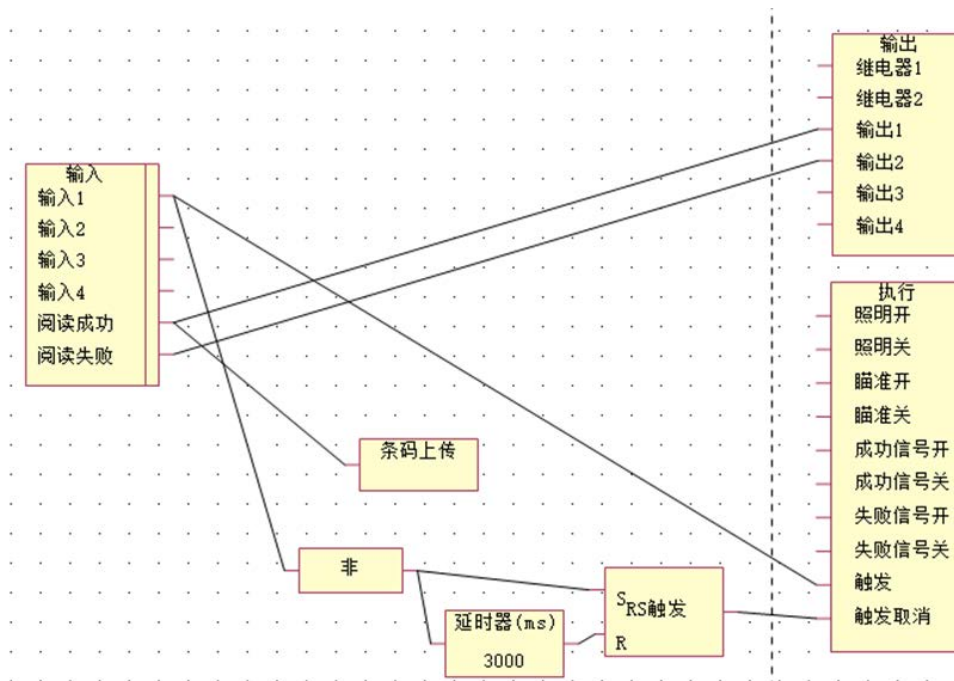 输入
输入1
输入2
输入3
输入4
阅读成功
阅读失败
条码上传
非
延时器(ms)
3000
S
RS触发
R
输出
继电器1
继电器2
输出1
输出2
输出3
输出4
执行
照明开
照明关
瞄准开
瞄准关
成功信号开
成功信号关
失败信号开
失败信号关
触发
触发取消